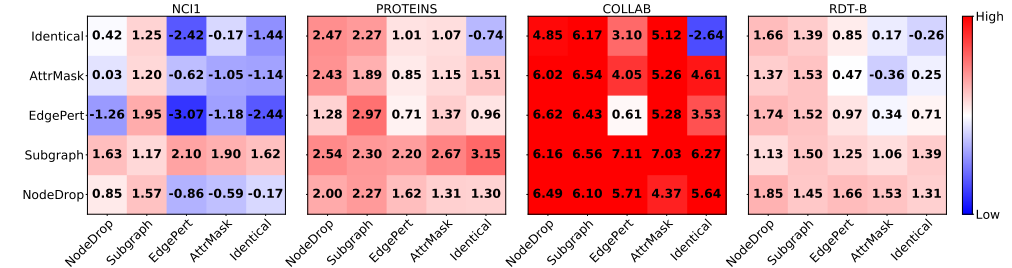 NCI1 PROTEINS COLLAB RDT-B High
Identical 0.42 1.25 -2.42 -0.17 -1.44 2.47 2.27 1.01 1.07 -0.74 4.85 6.17 3.10 5.12 -2.64 1.66 1.39 0.85 0.17 -0.26
AttrMask 0.03 1.20 -0.62 -1.05 -1.14 2.43 1.89 0.85 1.15 1.51 6.02 6.54 4.05 5.26 4.61 1.37 1.53 0.47 -0.36 0.25
EdgePert -1.26 1.95 -3.07 -1.18 -2.44 1.28 2.97 0.71 1.37 0.96 6.62 6.43 0.61 5.28 3.53 1.74 1.52 0.97 0.34 0.71
Subgraph 1.63 1.17 2.10 1.90 1.62 2.54 2.30 2.20 2.67 3.15 6.16 6.56 7.11 7.03 6.27 1.13 1.50 1.25 1.06 1.39
NodeDrop 0.85 1.57 -0.86 -0.59 -0.17 2.00 2.27 1.62 1.31 1.30 6.49 6.10 5.71 4.37 5.64 1.85 1.45 1.66 1.53 1.31
Low
NodeDrop Subgraph EdgePert AttrMask Identical NodeDrop Subgraph EdgePert AttrMask Identical NodeDrop Subgraph EdgePert AttrMask Identical NodeDrop Subgraph EdgePert AttrMask Identical